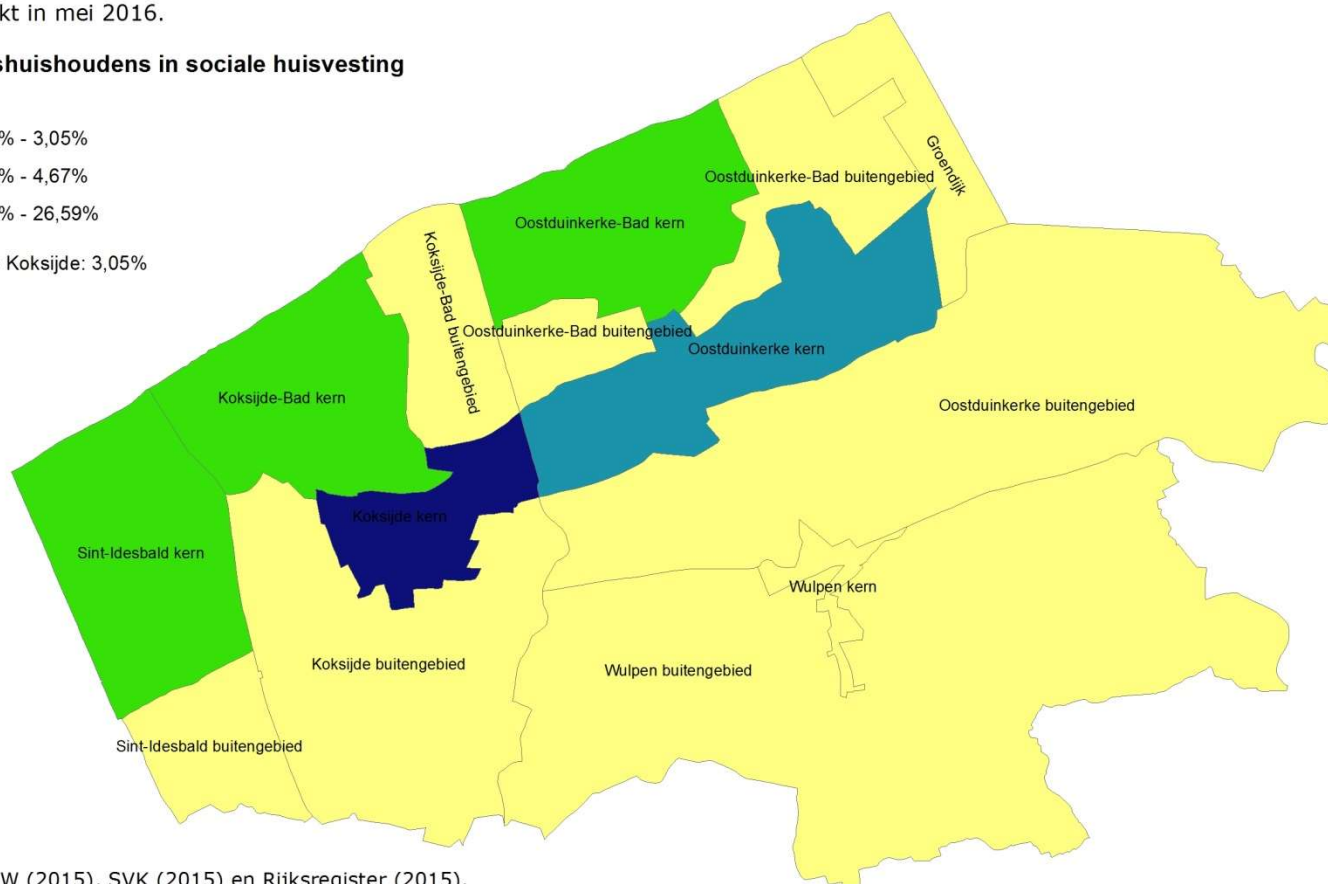 kt in mei 2016.
shuishoudens in sociale huisvesting
% - 3,05%
% - 4,67%
% - 26,59%
Koksijde: 3,05%
Groendijk
Oostduinkerke-Bad buitengebied
Oostduinkerke-Bad kern
Koksijde-Bad buitengebied
Oostduinkerke-Bad buitengebied
Oostduinkerke kern
Koksijde-Bad kern
Oostduinkerke buitengebied
Koksijde kern
Sint-Idesbald kern
Wulpen kern
Koksijde buitengebied
Wulpen buitengebied
Sint-Idesbald buitengebied
W (2015), SVK (2015) en Rijksregister (2015).